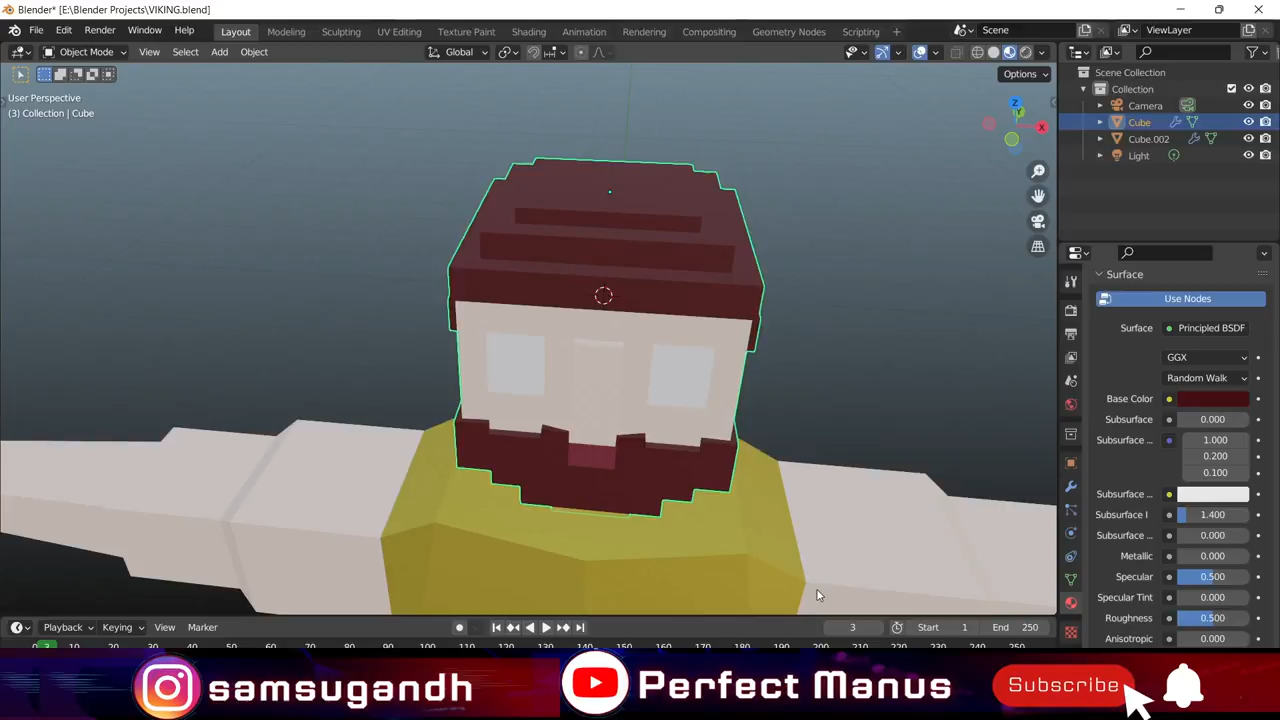 Blender* [E:\Blender Projects\VIKING.blend]
File Edit Render Window Help Layout Modeling Sculpting UV Editing Texture Paint Shading Animation Rendering Compositing Geometry Nodes Scripting + Scene ViewLayer
Object Mode View Select Add Object Global
Options
User Perspective
(3) Collection | Cube
Z
Y
X
Scene Collection
Collection
Camera
Cube
Cube.002
Light
Surface
Use Nodes
Surface Principled BSDF
GGX
Random Walk
Base Color
Subsurface 0.000
Subsurface ... 1.000
0.200
0.100
Subsurface ...
Subsurface I 1.400
Subsurface ... 0.000
Metallic 0.000
Specular 0.500
Specular Tint 0.000
Roughness 0.500
Anisotropic 0.000
Playback Keying View Marker 3 Start 1 End 250
samsugandh
Perfect Manus
Subscribe